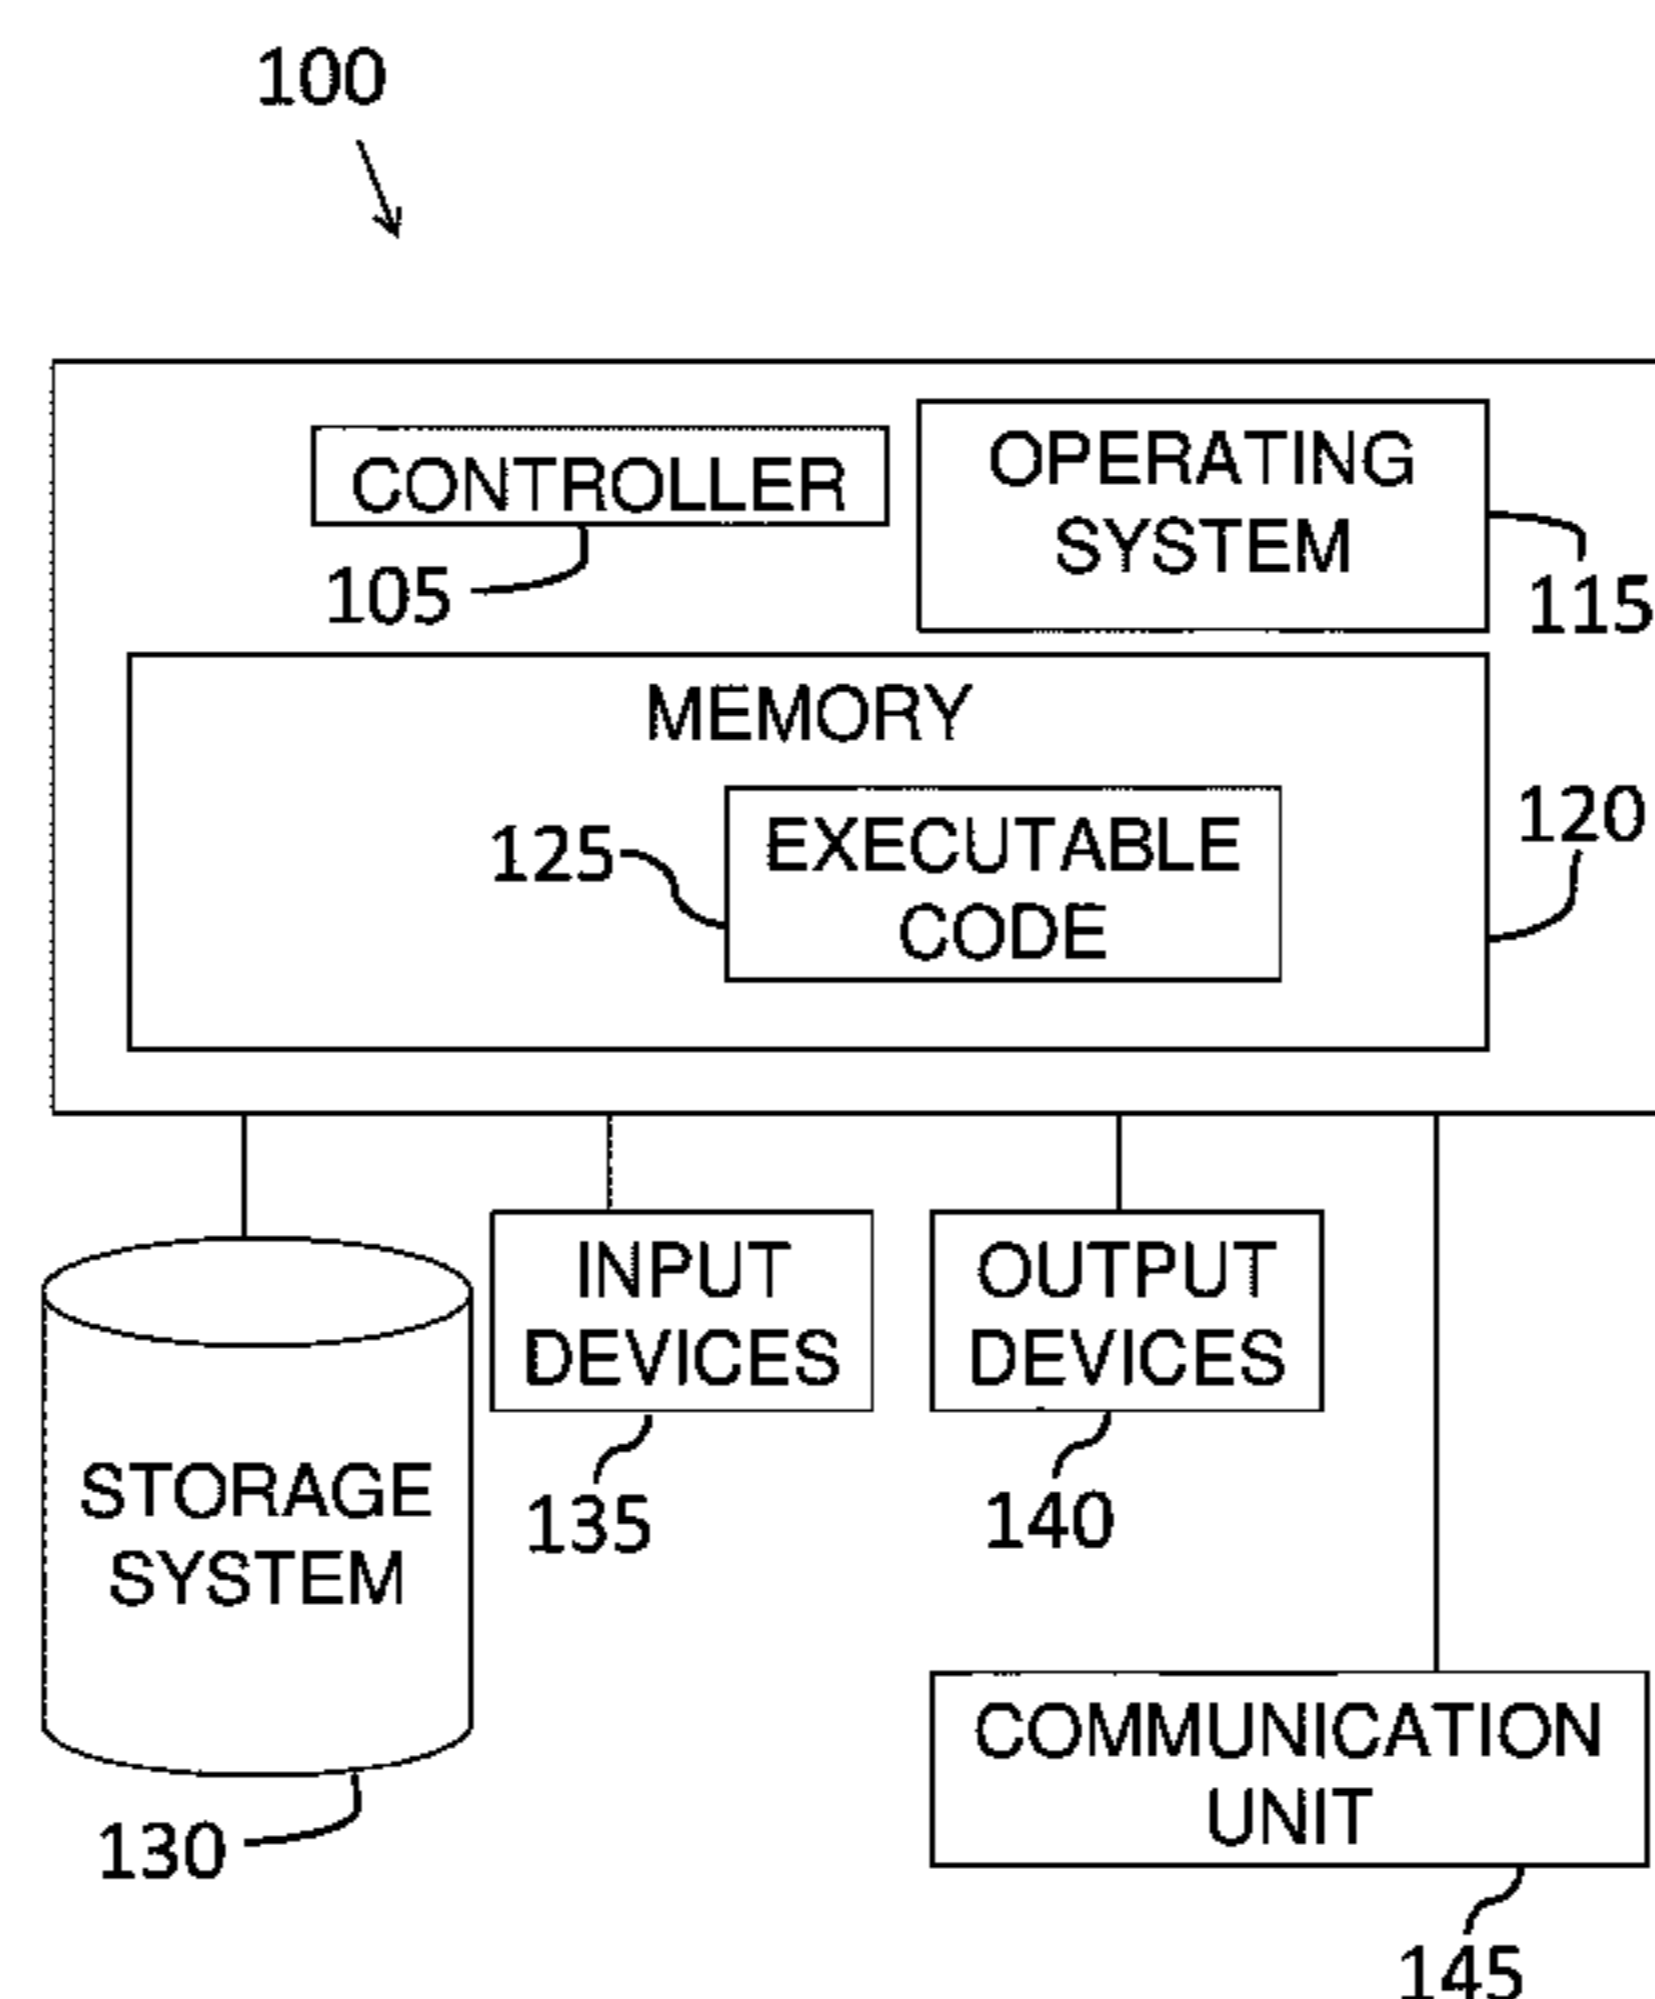 100
CONTROLLER
105
OPERATING
SYSTEM
115
MEMORY
125
EXECUTABLE
CODE
120
STORAGE
SYSTEM
130
INPUT
DEVICES
135
OUTPUT
DEVICES
140
COMMUNICATION
UNIT
145